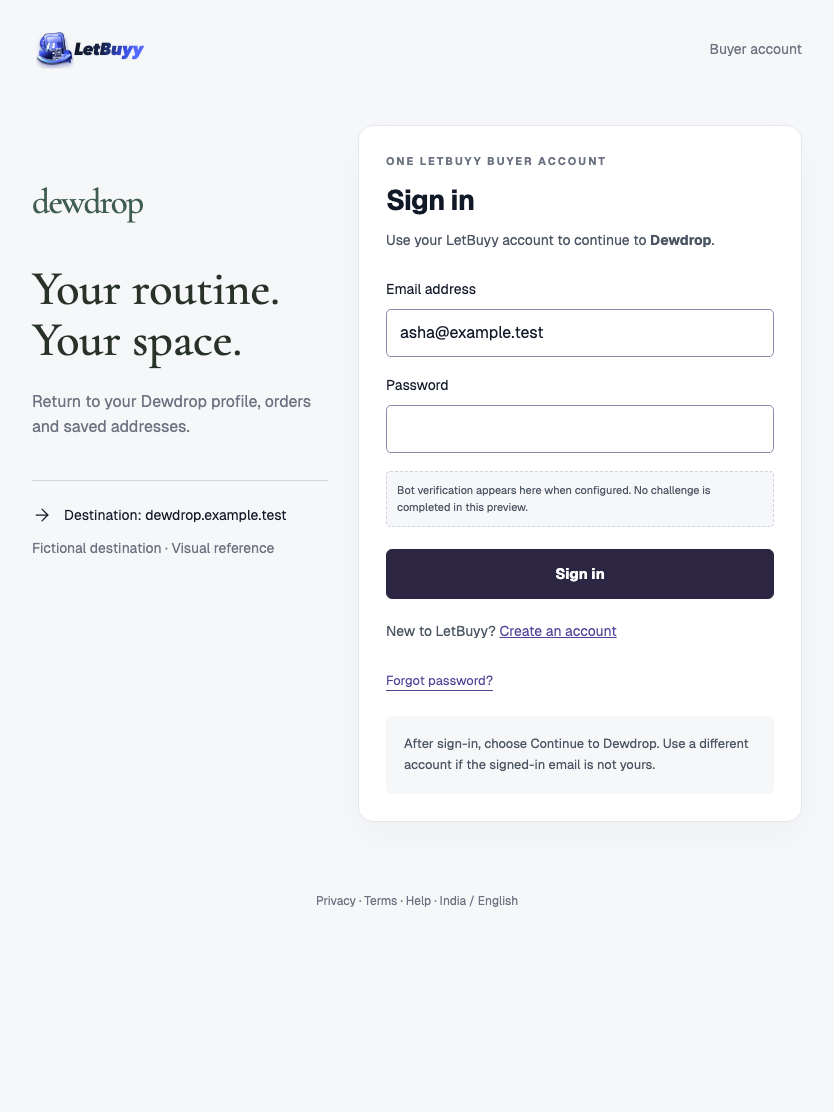 LetBuyy
Buyer account
dewdrop
Your routine.
Your space.
Return to your Dewdrop profile, orders
and saved addresses.
→ Destination: dewdrop.example.test
Fictional destination · Visual reference
ONE LETBUYY BUYER ACCOUNT
Sign in
Use your LetBuyy account to continue to Dewdrop.
Email address
asha@example.test
Password
Bot verification appears here when configured. No challenge is
completed in this preview.
Sign in
New to LetBuyy? Create an account
Forgot password?
After sign-in, choose Continue to Dewdrop. Use a different
account if the signed-in email is not yours.
Privacy · Terms · Help · India / English